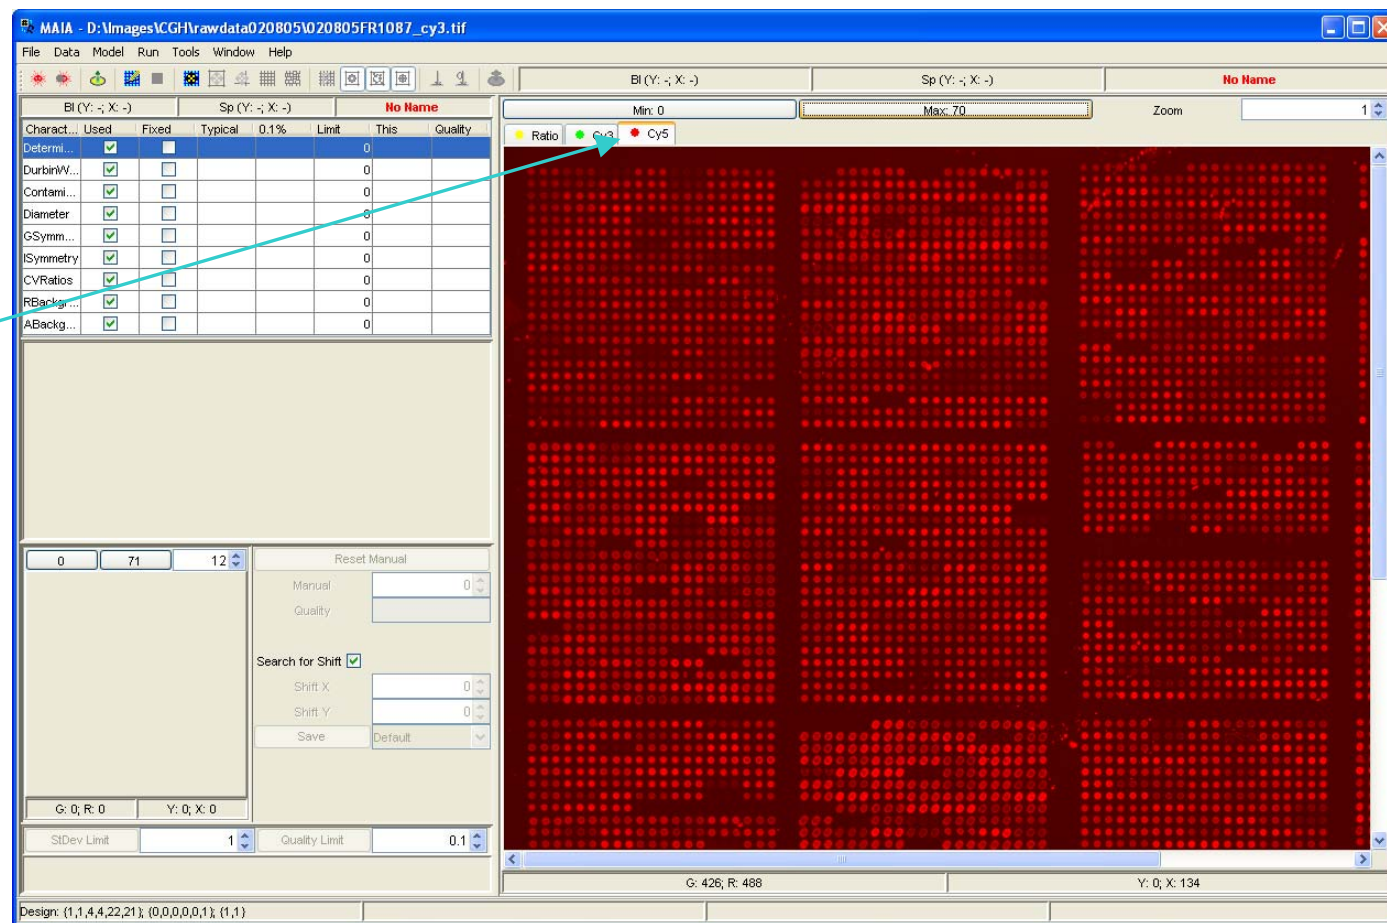 MAIA - D:\Images\CGH\rawdata020805\020805FR1087_cy3.tif
File Data Model Run Tools Window Help
Bl (Y: -; X: -) Sp (Y: -; X: -) No Name
Bl (Y: -; X: -) Sp (Y: -; X: -) No Name
Min: 0 Max: 70 Zoom 1
Charact... Used Fixed Typical 0.1% Limit This Quality
Ratio Cy3 Cy5
Determi... 0
DurbinW... 0
Contami... 0
Diameter 0
GSymm... 0
ISymmetry 0
CVRatios 0
RBackgr... 0
ABackg... 0
0 71 12 Reset Manual
Manual 0
Quality
Search for Shift
Shift X 0
Shift Y 0
Save Default
G: 0; R: 0 Y: 0; X: 0
StDev Limit 1 Quality Limit 0.1
G: 426; R: 488 Y: 0; X: 134
Design: {1,1,4,4,22,21}; {0,0,0,0,0,1}; {1,1}